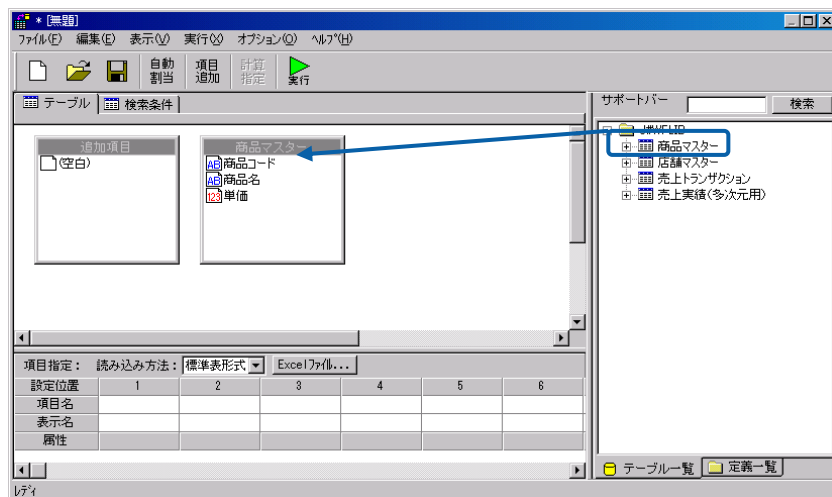 * [無題]
ファイル(F) 編集(E) 表示(V) 実行(X) オプション(O) ヘルプ(H)
自動割当 項目追加 計算指定 実行
テーブル 検索条件
追加項目
(空白)
商品マスター
商品コード
商品名
単価
サポートバー 検索
商品マスター
店舗マスター
売上トランザクション
売上実績(多次元用)
項目指定: 読み込み方法: 標準表形式 Excelファイル...
設定位置 1 2 3 4 5 6
項目名
表示名
属性
テーブル一覧 定義一覧
レディ